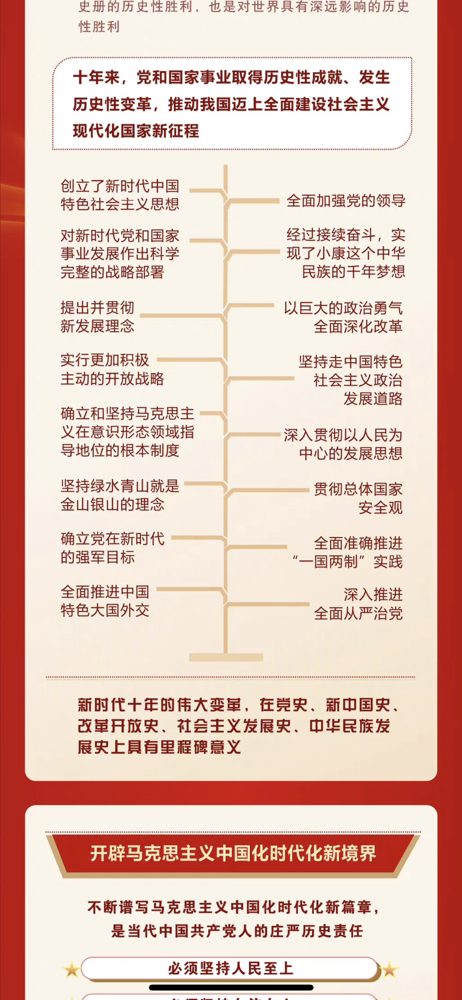 史册的历史性胜利，也是对世界具有深远影响的历史
性胜利
十年来，党和国家事业取得历史性成就、发生
历史性变革，推动我国迈上全面建设社会主义
现代化国家新征程
创立了新时代中国
特色社会主义思想
全面加强党的领导
对新时代党和国家
事业发展作出科学
完整的战略部署
经过接续奋斗，实
现了小康这个中华
民族的千年梦想
提出并贯彻
新发展理念
以巨大的政治勇气
全面深化改革
实行更加积极
主动的开放战略
坚持走中国特色
社会主义政治
发展道路
确立和坚持马克思主
义在意识形态领域指
导地位的根本制度
深入贯彻以人民为
中心的发展思想
坚持绿水青山就是
金山银山的理念
贯彻总体国家
安全观
确立党在新时代
的强军目标
全面准确推进
“一国两制”实践
全面推进中国
特色大国外交
深入推进
全面从严治党
新时代十年的伟大变革，在党史、新中国史、
改革开放史、社会主义发展史、中华民族发
展史上具有里程碑意义
开辟马克思主义中国化时代化新境界
不断谱写马克思主义中国化时代化新篇章，
是当代中国共产党人的庄严历史责任
必须坚持人民至上